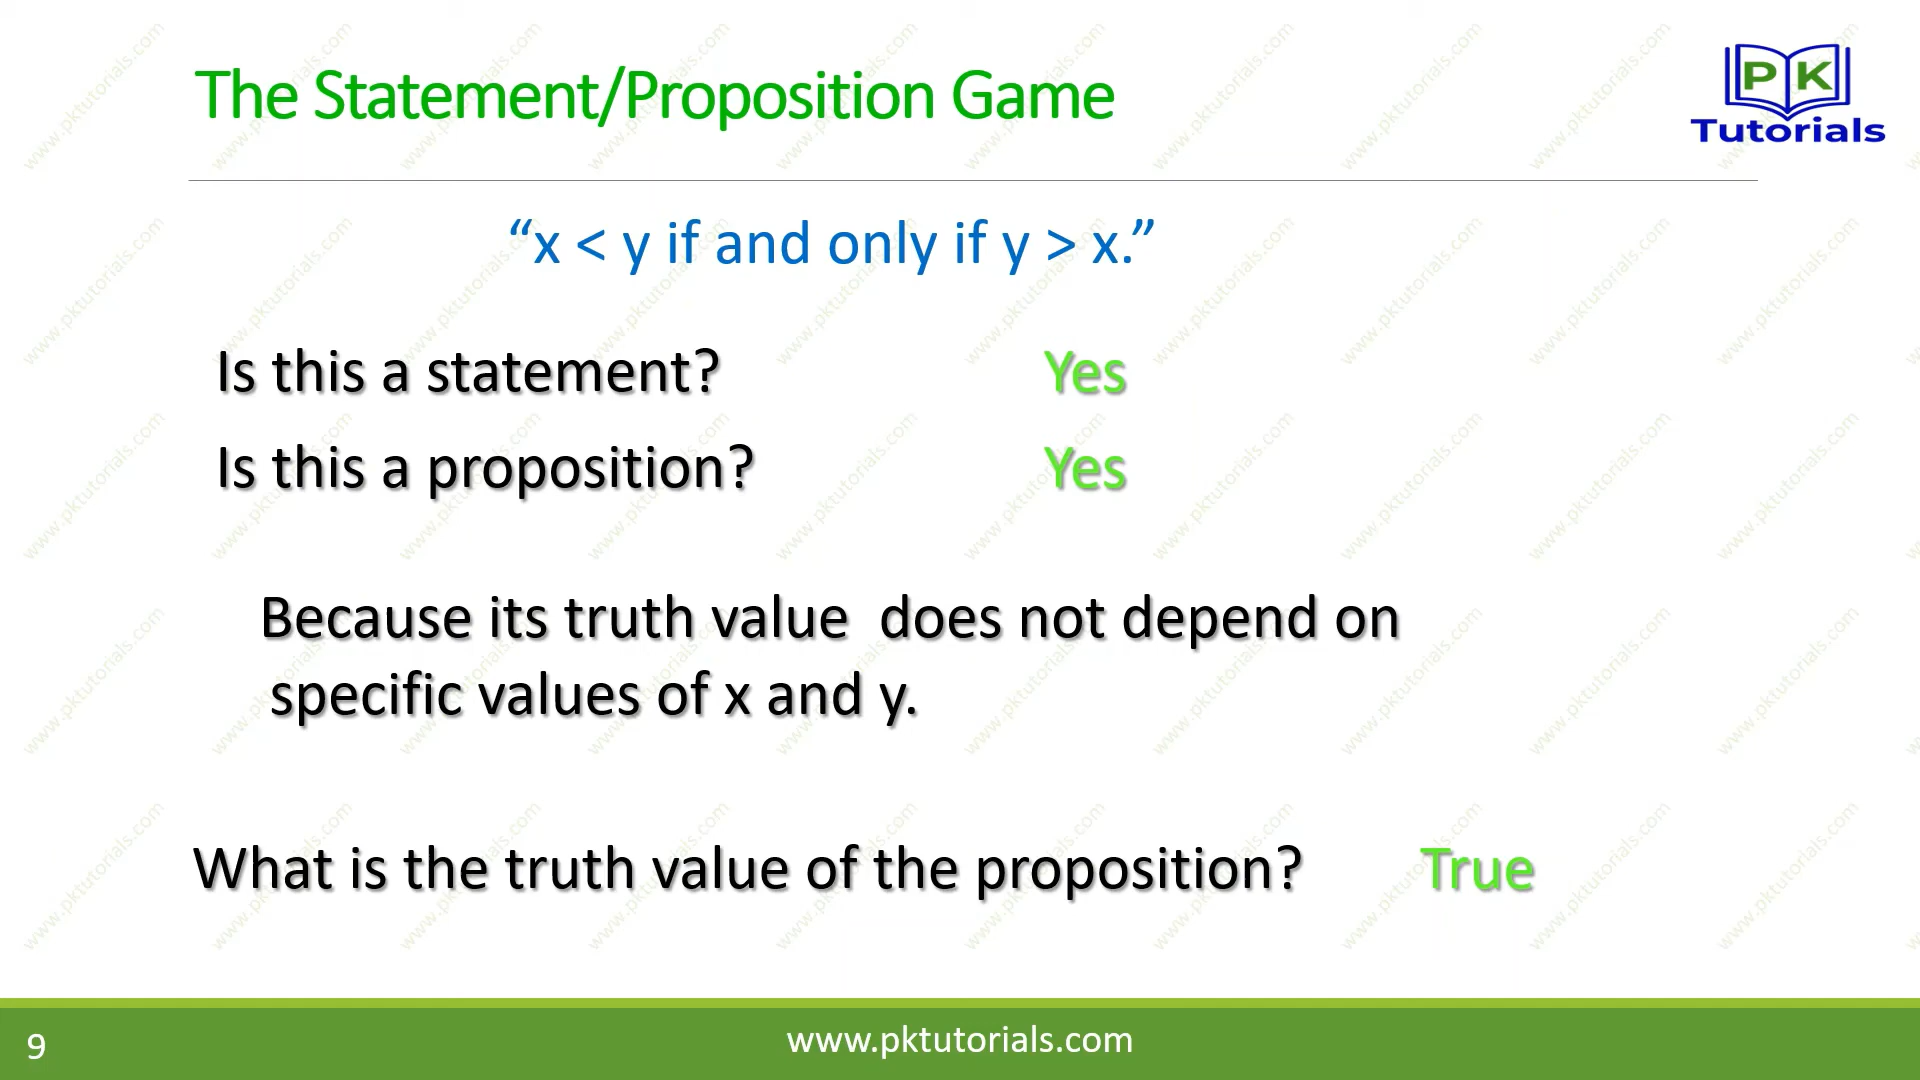 The Statement/Proposition Game
PK
Tutorials
“x < y if and only if y > x.”
Is this a statement? Yes
Is this a proposition? Yes
Because its truth value does not depend on
specific values of x and y.
What is the truth value of the proposition? True
9
www.pktutorials.com